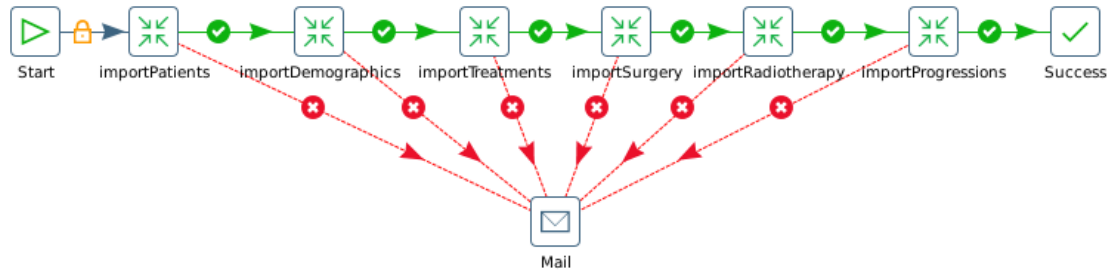 Start
importPatients
importDemographics
importTreatments
importSurgery
importRadiotherapy
importProgressions
Success
Mail